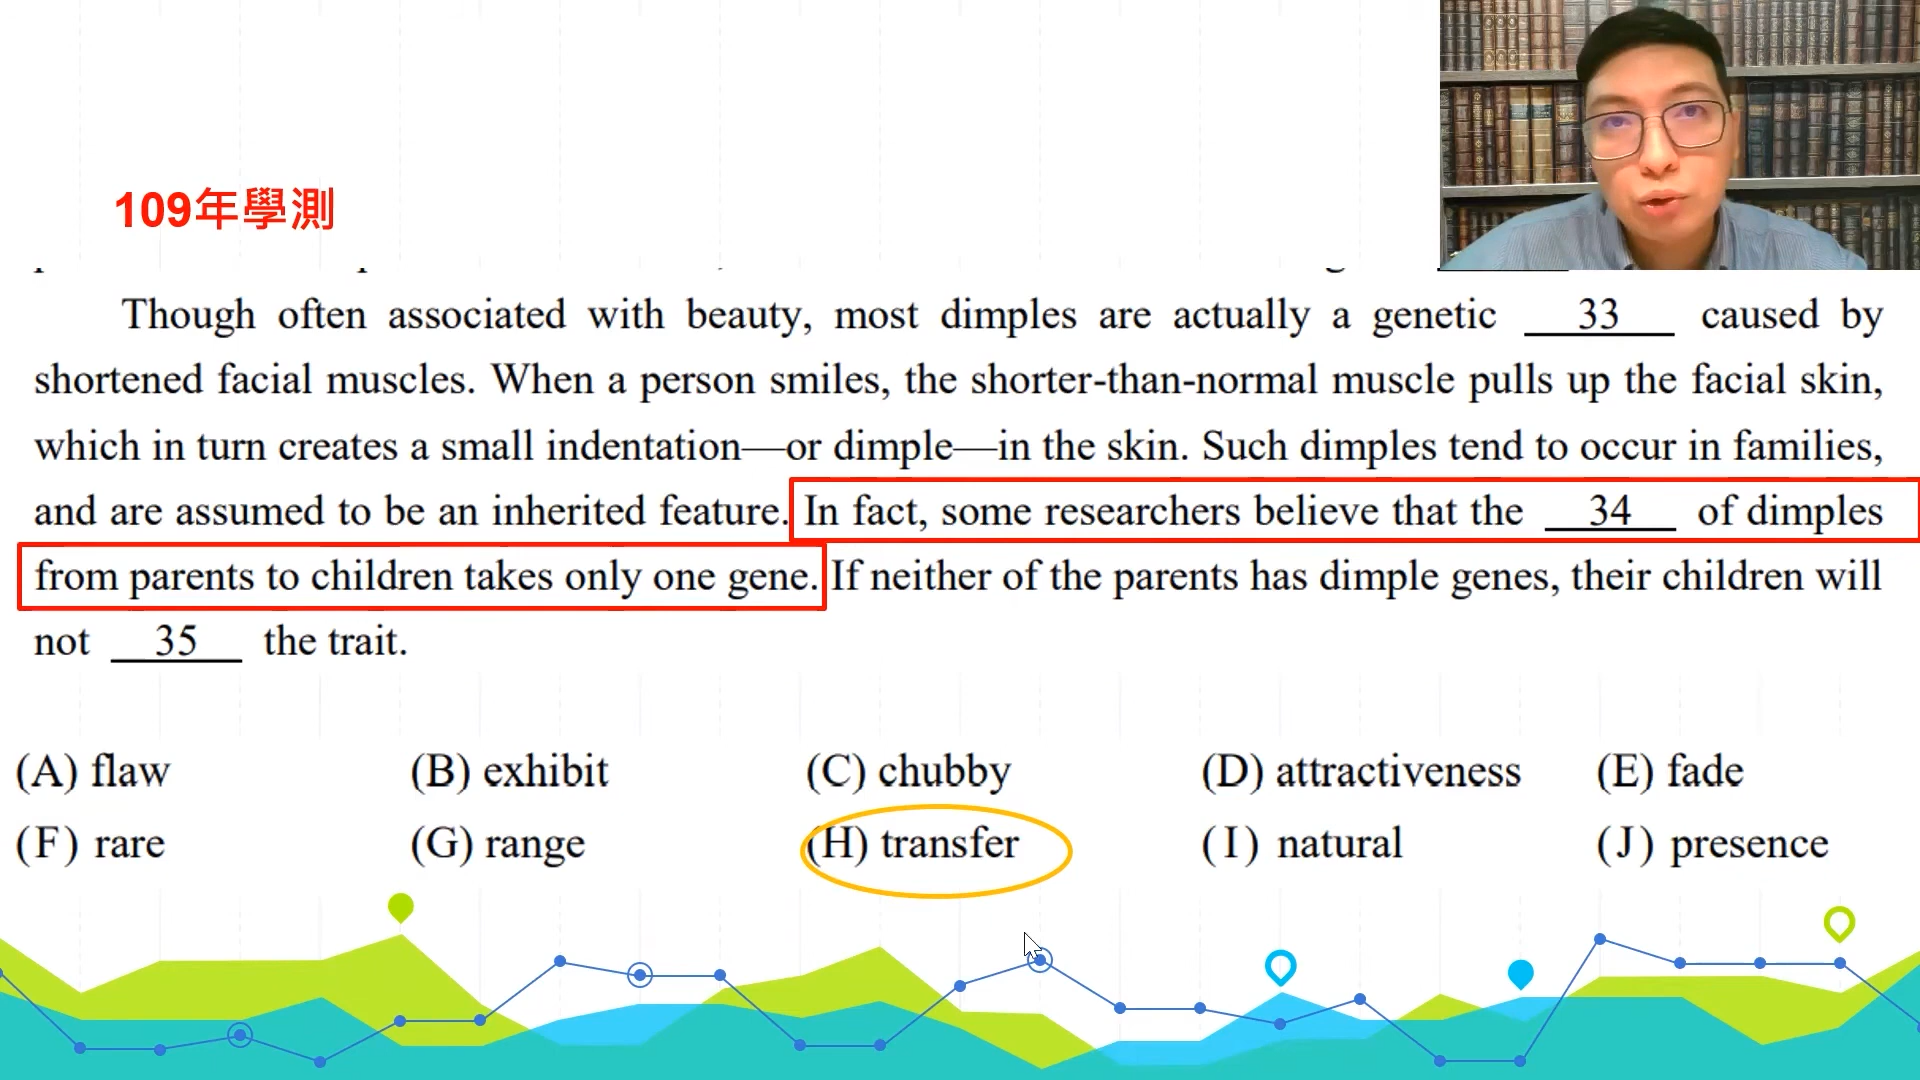 109年學測
Though often associated with beauty, most dimples are actually a genetic 33 caused by
shortened facial muscles. When a person smiles, the shorter-than-normal muscle pulls up the facial skin,
which in turn creates a small indentation—or dimple—in the skin. Such dimples tend to occur in families,
and are assumed to be an inherited feature. In fact, some researchers believe that the 34 of dimples
from parents to children takes only one gene. If neither of the parents has dimple genes, their children will
not 35 the trait.
(A) flaw (B) exhibit (C) chubby (D) attractiveness (E) fade
(F) rare (G) range (H) transfer (I) natural (J) presence